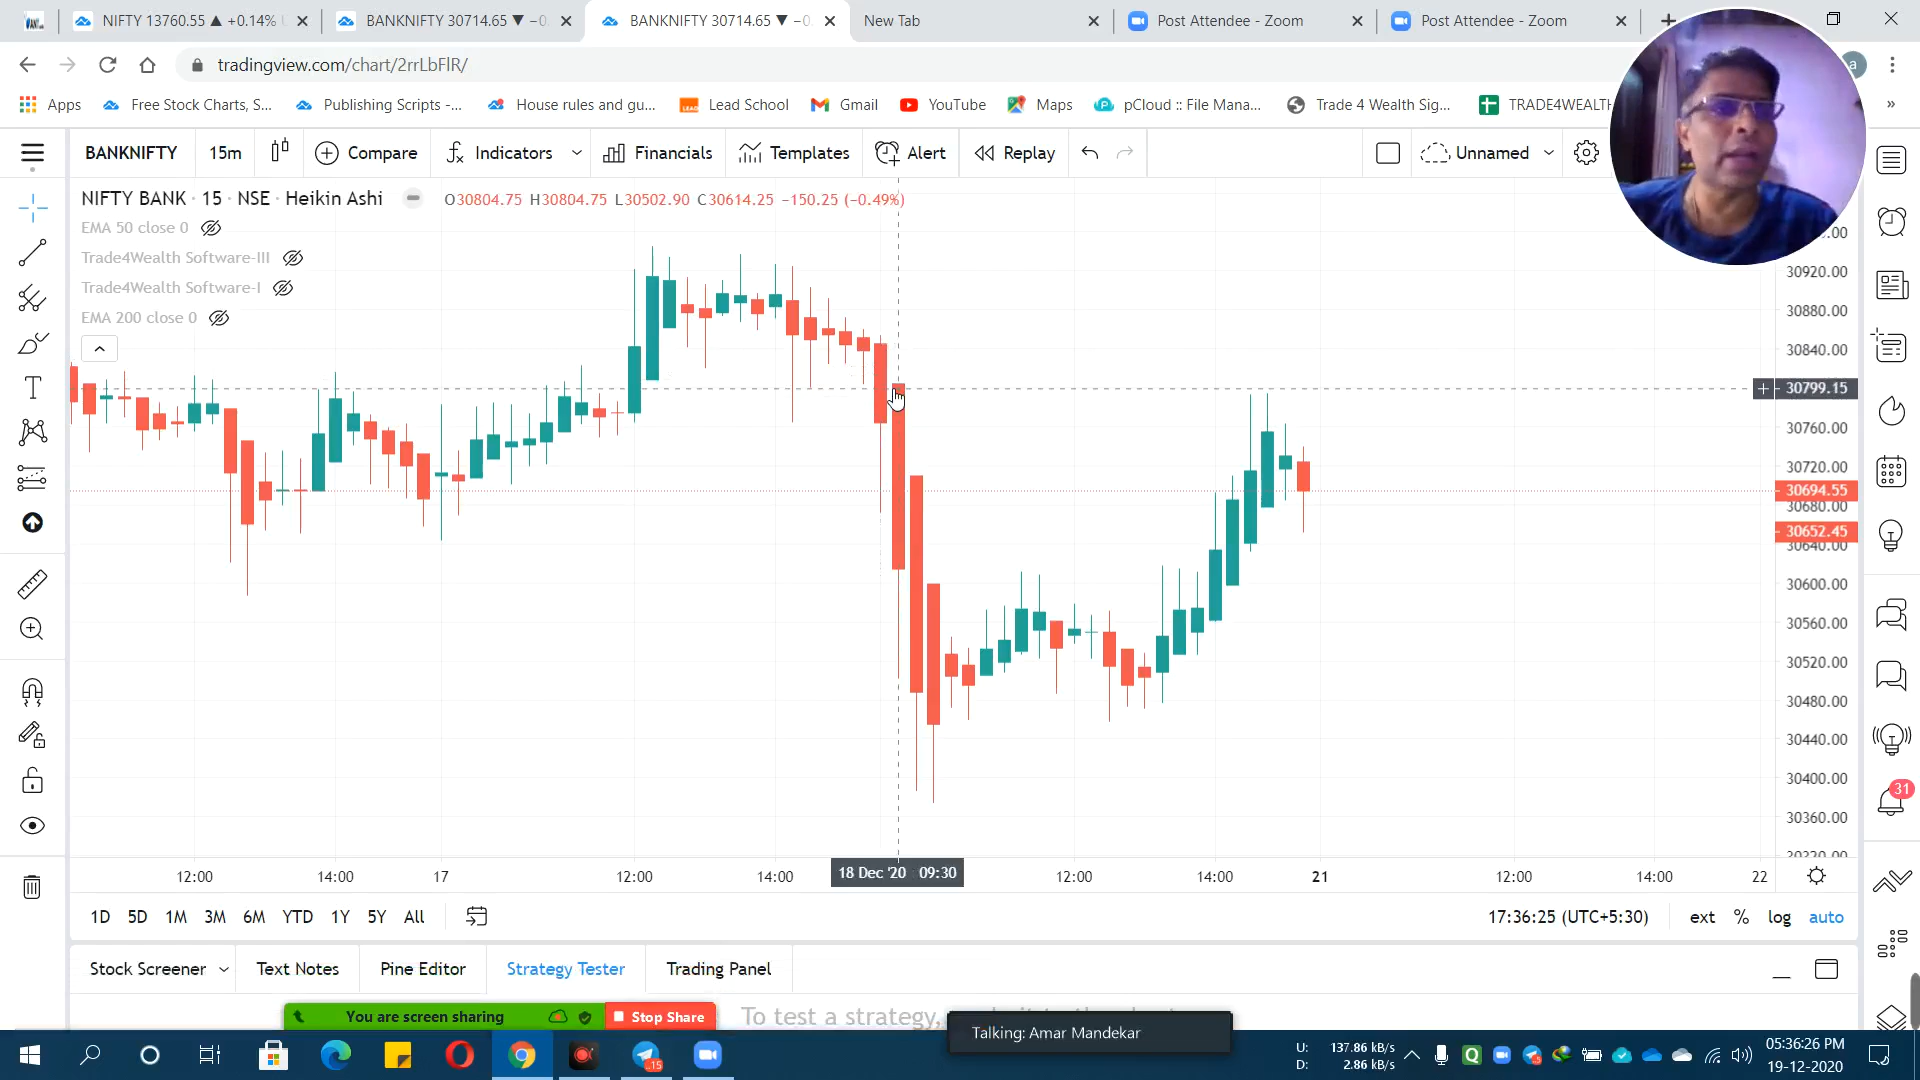 NIFTY 13760.55 ▲ +0.14%
BANKNIFTY 30714.65 ▼ −0
BANKNIFTY 30714.65 ▼ −0
New Tab
Post Attendee - Zoom
Post Attendee - Zoom
tradingview.com/chart/2rrLbFlR/
a
Apps
Free Stock Charts, S...
Publishing Scripts -...
House rules and gu...
LEAD
Lead School
Gmail
YouTube
Maps
pCloud :: File Mana...
Trade 4 Wealth Sig...
TRADE4WEALTH
»
BANKNIFTY
15m
Compare
Indicators
Financials
Templates
Alert
Replay
Unnamed
NIFTY BANK · 15 · NSE · Heikin Ashi
O30804.75 H30804.75 L30502.90 C30614.25 −150.25 (−0.49%)
EMA 50 close 0
Trade4Wealth Software-III
Trade4Wealth Software-I
EMA 200 close 0
30920.00
30880.00
30840.00
30799.15
30760.00
30720.00
30694.55
30680.00
30652.45
30640.00
30600.00
30560.00
30520.00
30480.00
30440.00
30400.00
30360.00
30320.00
31
12:00
14:00
17
12:00
14:00
18 Dec '20 09:30
12:00
14:00
21
12:00
14:00
22
1D
5D
1M
3M
6M
YTD
1Y
5Y
All
17:36:25 (UTC+5:30)
ext
%
log
auto
Stock Screener
Text Notes
Pine Editor
Strategy Tester
Trading Panel
You are screen sharing
Stop Share
To test a strategy,
Talking: Amar Mandekar
15
U: 137.86 kB/s
D: 2.86 kB/s
05:36:26 PM
19-12-2020